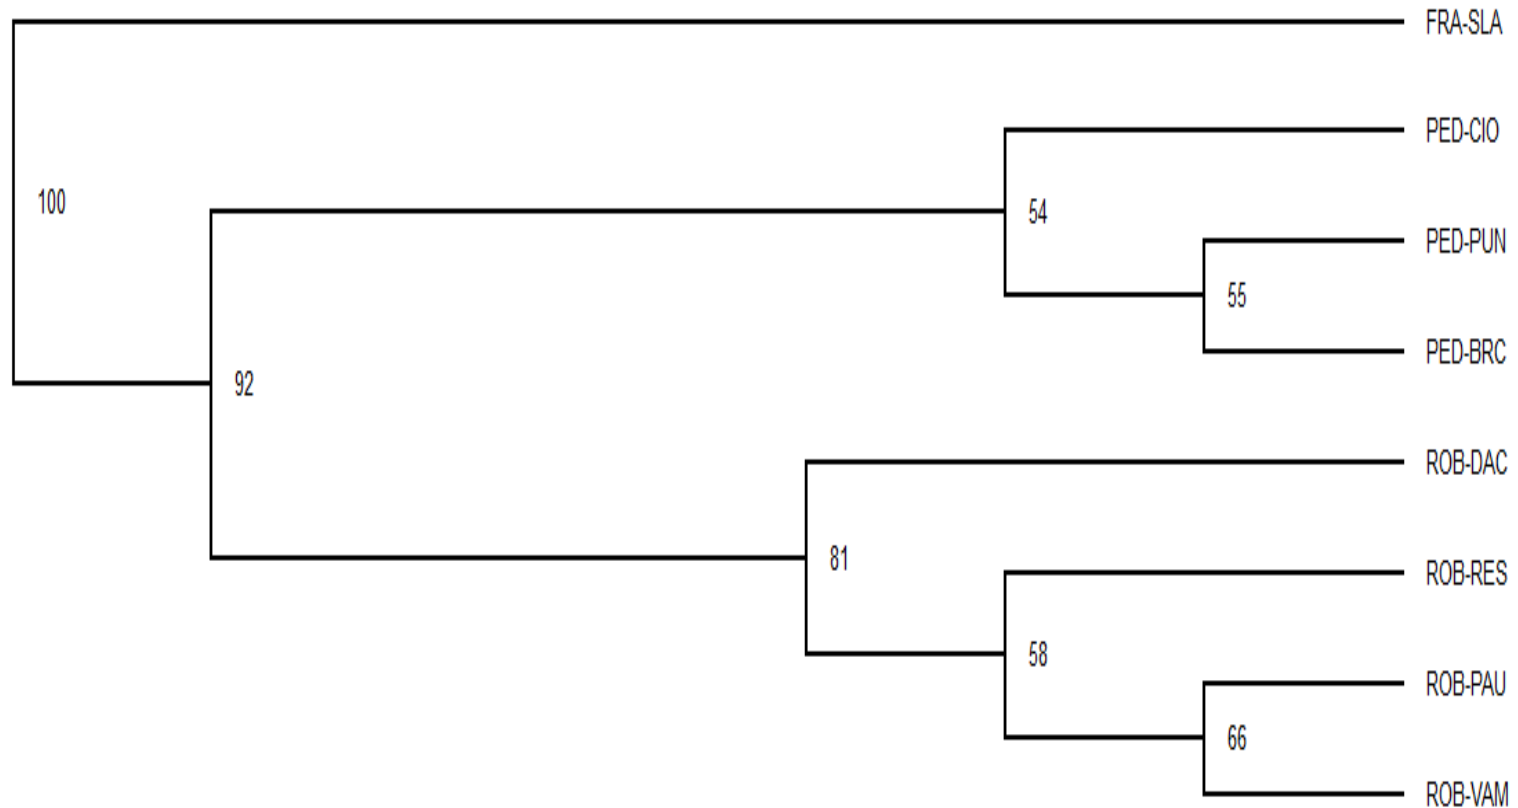 FRA-SLA
PED-CIO
100
54
PED-PUN
55
PED-BRC
92
ROB-DAC
81
ROB-RES
58
ROB-PAU
66
ROB-VAM